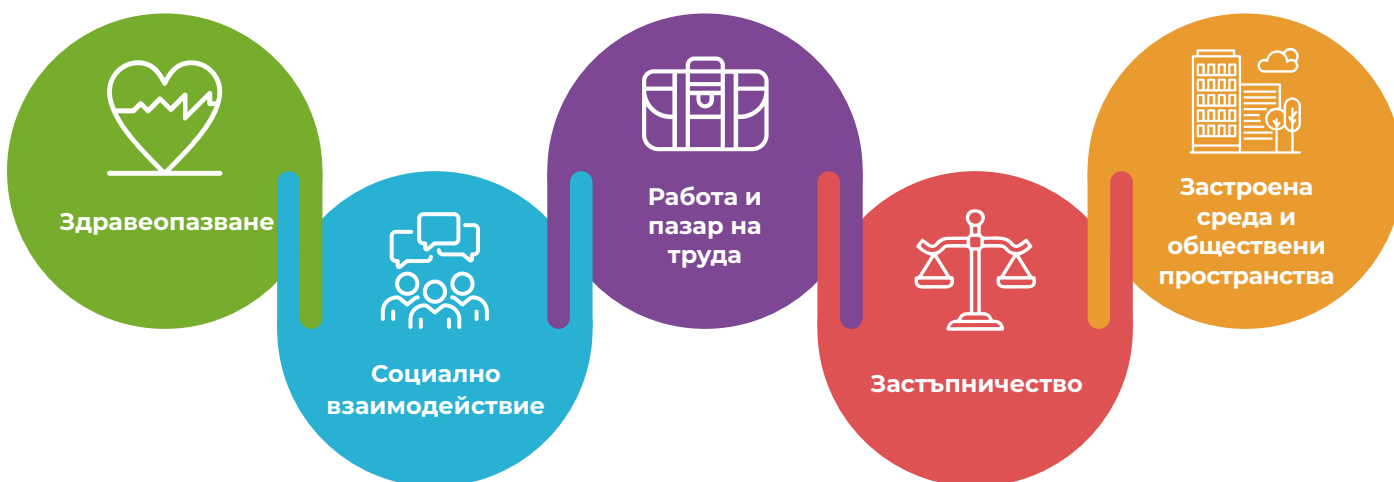 Здравеопазване
Социално
взаимодействие
Работа и
пазар на
труда
Застъпничество
Застроена
среда и
обществени
пространства